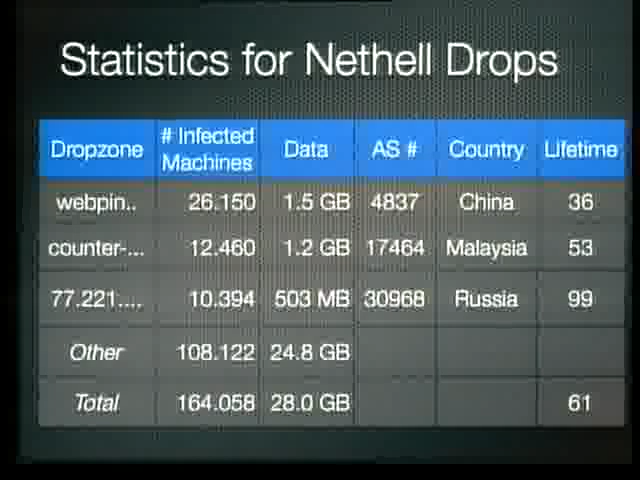 Statistics for Nethell Drops
Dropzone # Infected Machines Data AS # Country Lifetime
webpin.. 26.150 1.5 GB 4837 China 36
counter-... 12.460 1.2 GB 17464 Malaysia 53
77.221.... 10.394 503 MB 30968 Russia 99
Other 108.122 24.8 GB
Total 164.058 28.0 GB 61